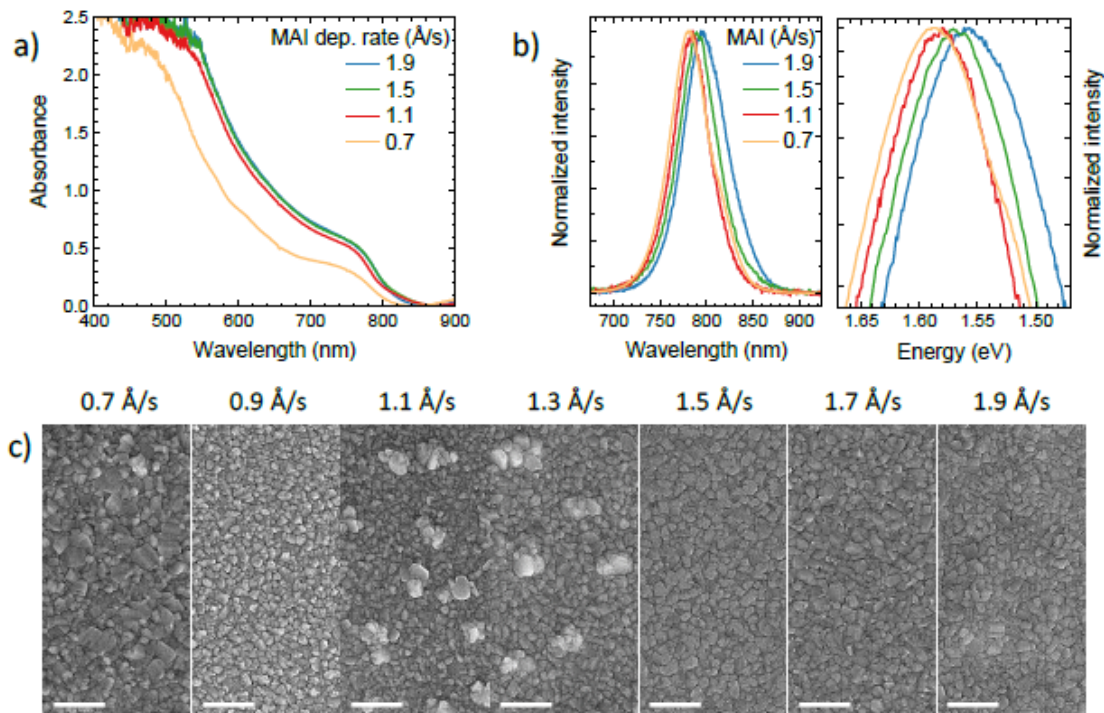 a)
2.5
2.0
1.5
1.0
0.5
0.0
Absorbance
MAI dep. rate (Å/s)
1.9
1.5
1.1
0.7
400 500 600 700 800 900
Wavelength (nm)
b)
Normalized intensity
MAI (Å/s)
1.9
1.5
1.1
0.7
700 750 800 850 900
Wavelength (nm)
1.65 1.60 1.55 1.50
Energy (eV)
Normalized intensity
0.7 Å/s 0.9 Å/s 1.1 Å/s 1.3 Å/s 1.5 Å/s 1.7 Å/s 1.9 Å/s
c)